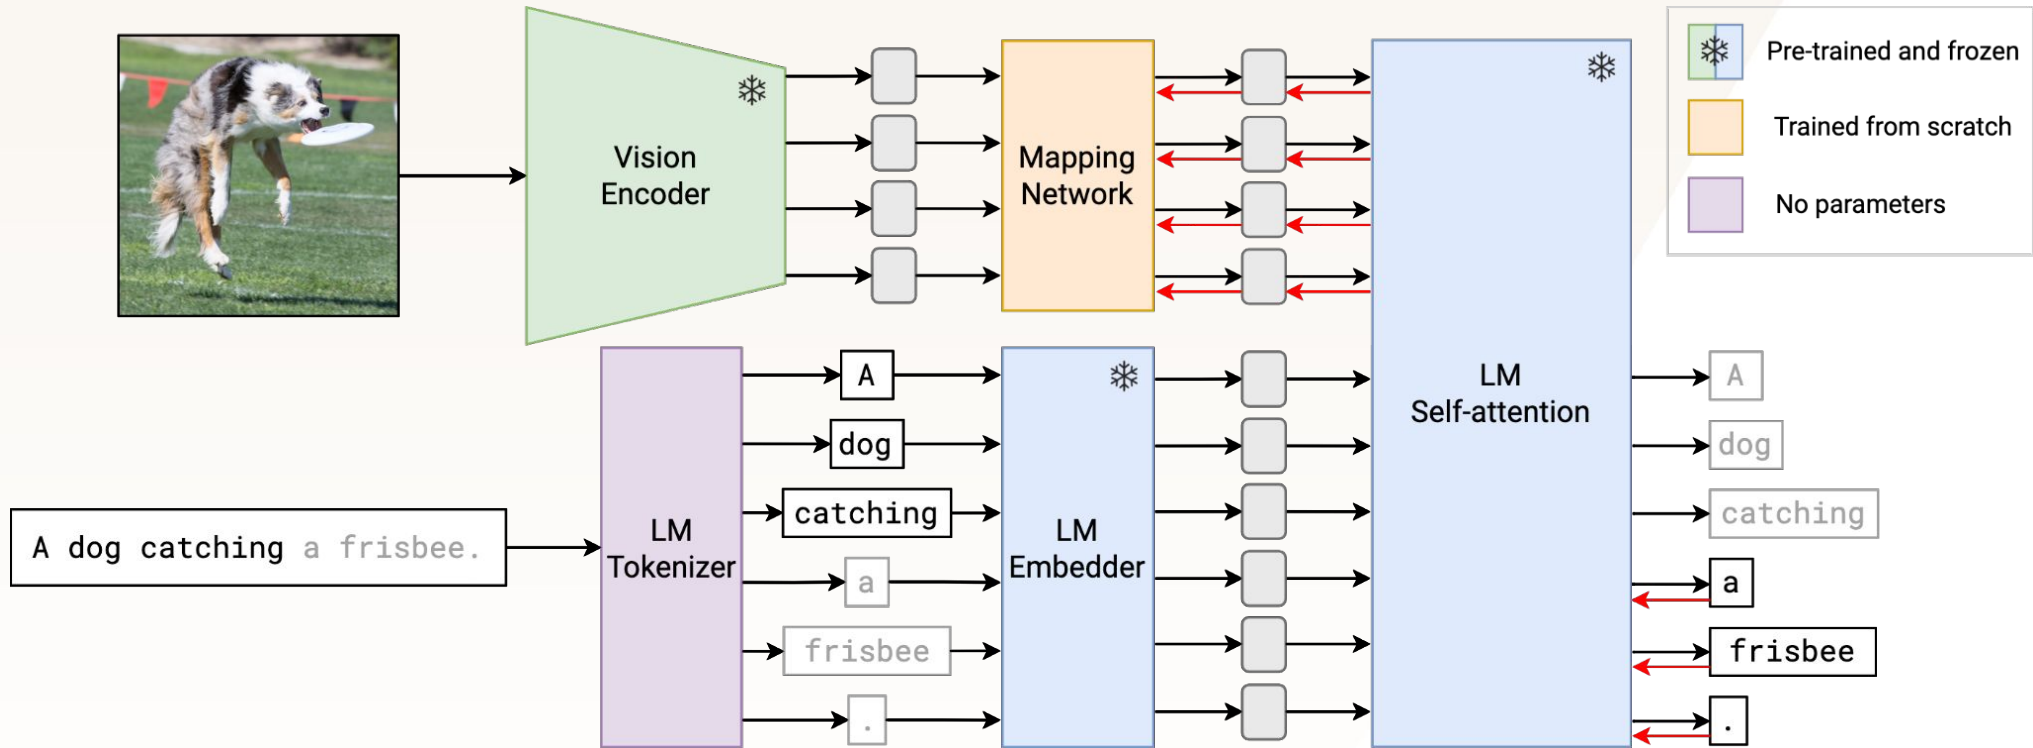 Vision
Encoder
Mapping
Network
LM
Self-attention
Pre-trained and frozen
Trained from scratch
No parameters
A dog catching a frisbee.
LM
Tokenizer
A
dog
catching
a
frisbee
.
LM
Embedder
A
dog
catching
a
frisbee
.